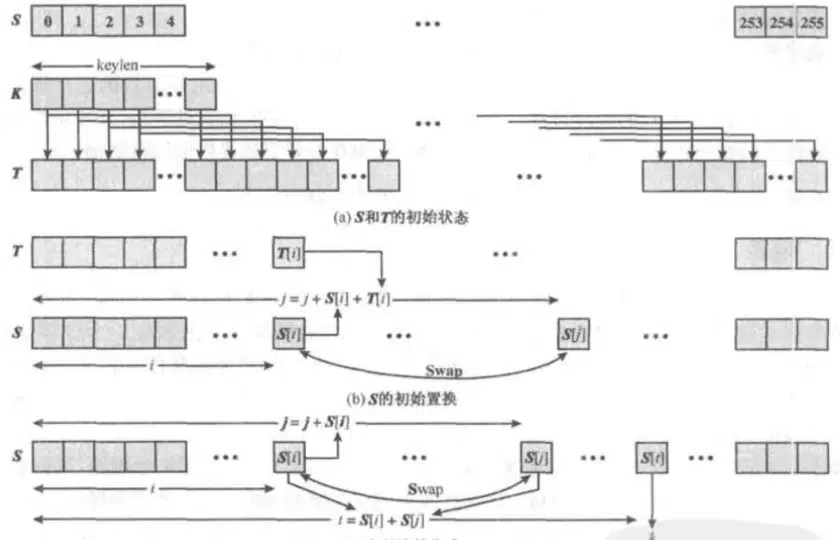 S 0 1 2 3 4 ... 253 254 255
keylen
K ...
...
T ... ... ... ...
(a) S和T的初始状态
T ... T[i] ...
j = j + S[i] + T[i]
S ... S[i] ... S[j] ...
i
Swap
(b) S的初始置换
j = j + S[i]
S ... S[i] ... S[j] ... S[t] ...
i
Swap
t = S[i] + S[j]